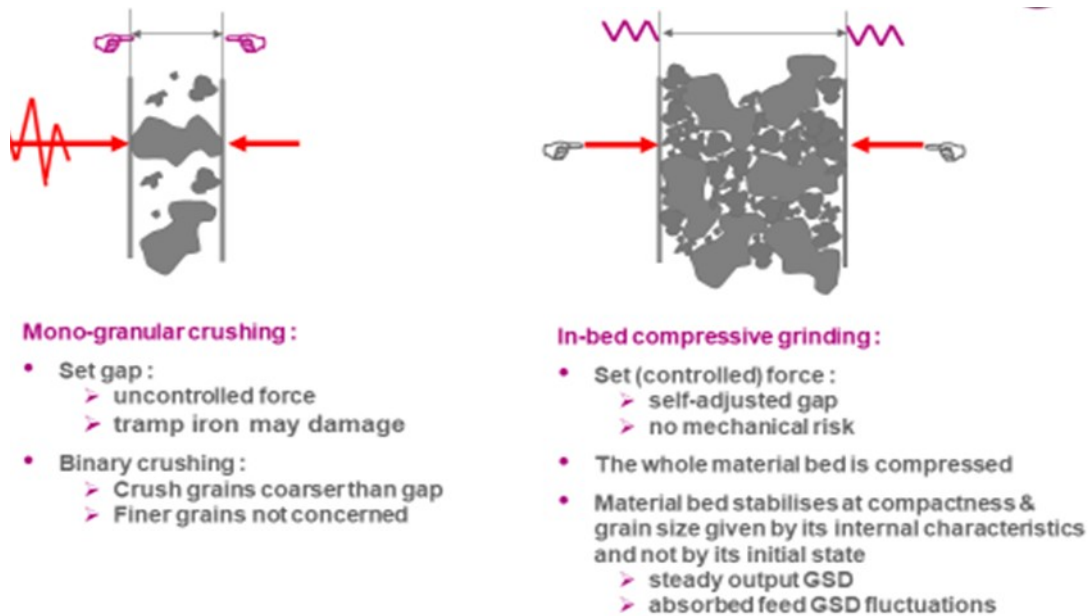 Mono-granular crushing :
• Set gap :
➢ uncontrolled force
➢ tramp iron may damage
• Binary crushing :
➢ Crush grains coarser than gap
➢ Finer grains not concerned
In-bed compressive grinding :
• Set (controlled) force :
➢ self-adjusted gap
➢ no mechanical risk
• The whole material bed is compressed
• Material bed stabilises at compactness &
grain size given by its internal characteristics
and not by its initial state
➢ steady output GSD
➢ absorbed feed GSD fluctuations